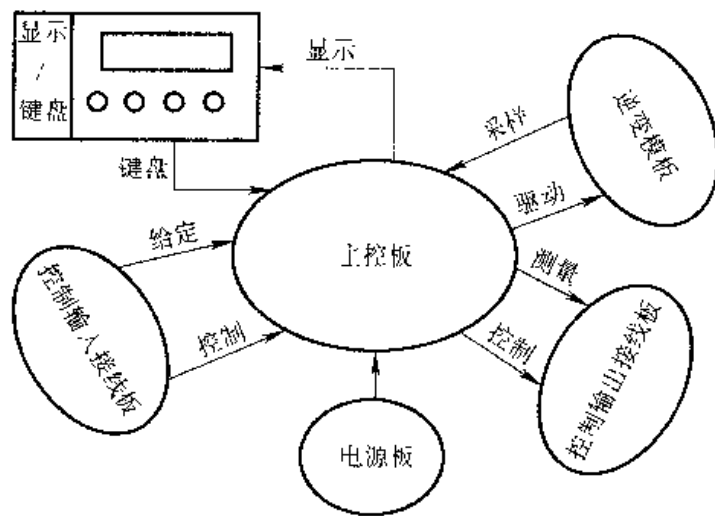 显示
/
键盘
显示
键盘
采样
逆变模板
驱动
给定
主控板
测量
控制输入接线板
控制
控制
控制输出接线板
电源板